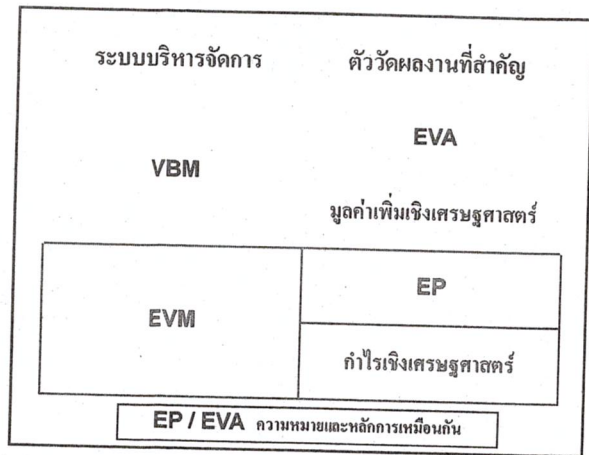 ระบบบริหารจัดการ ตัววัดผลงานที่สำคัญ
VBM
EVA
มูลค่าเพิ่มเชิงเศรษฐศาสตร์
EVM
EP
กำไรเชิงเศรษฐศาสตร์
EP / EVA ความหมายและหลักการเหมือนกัน